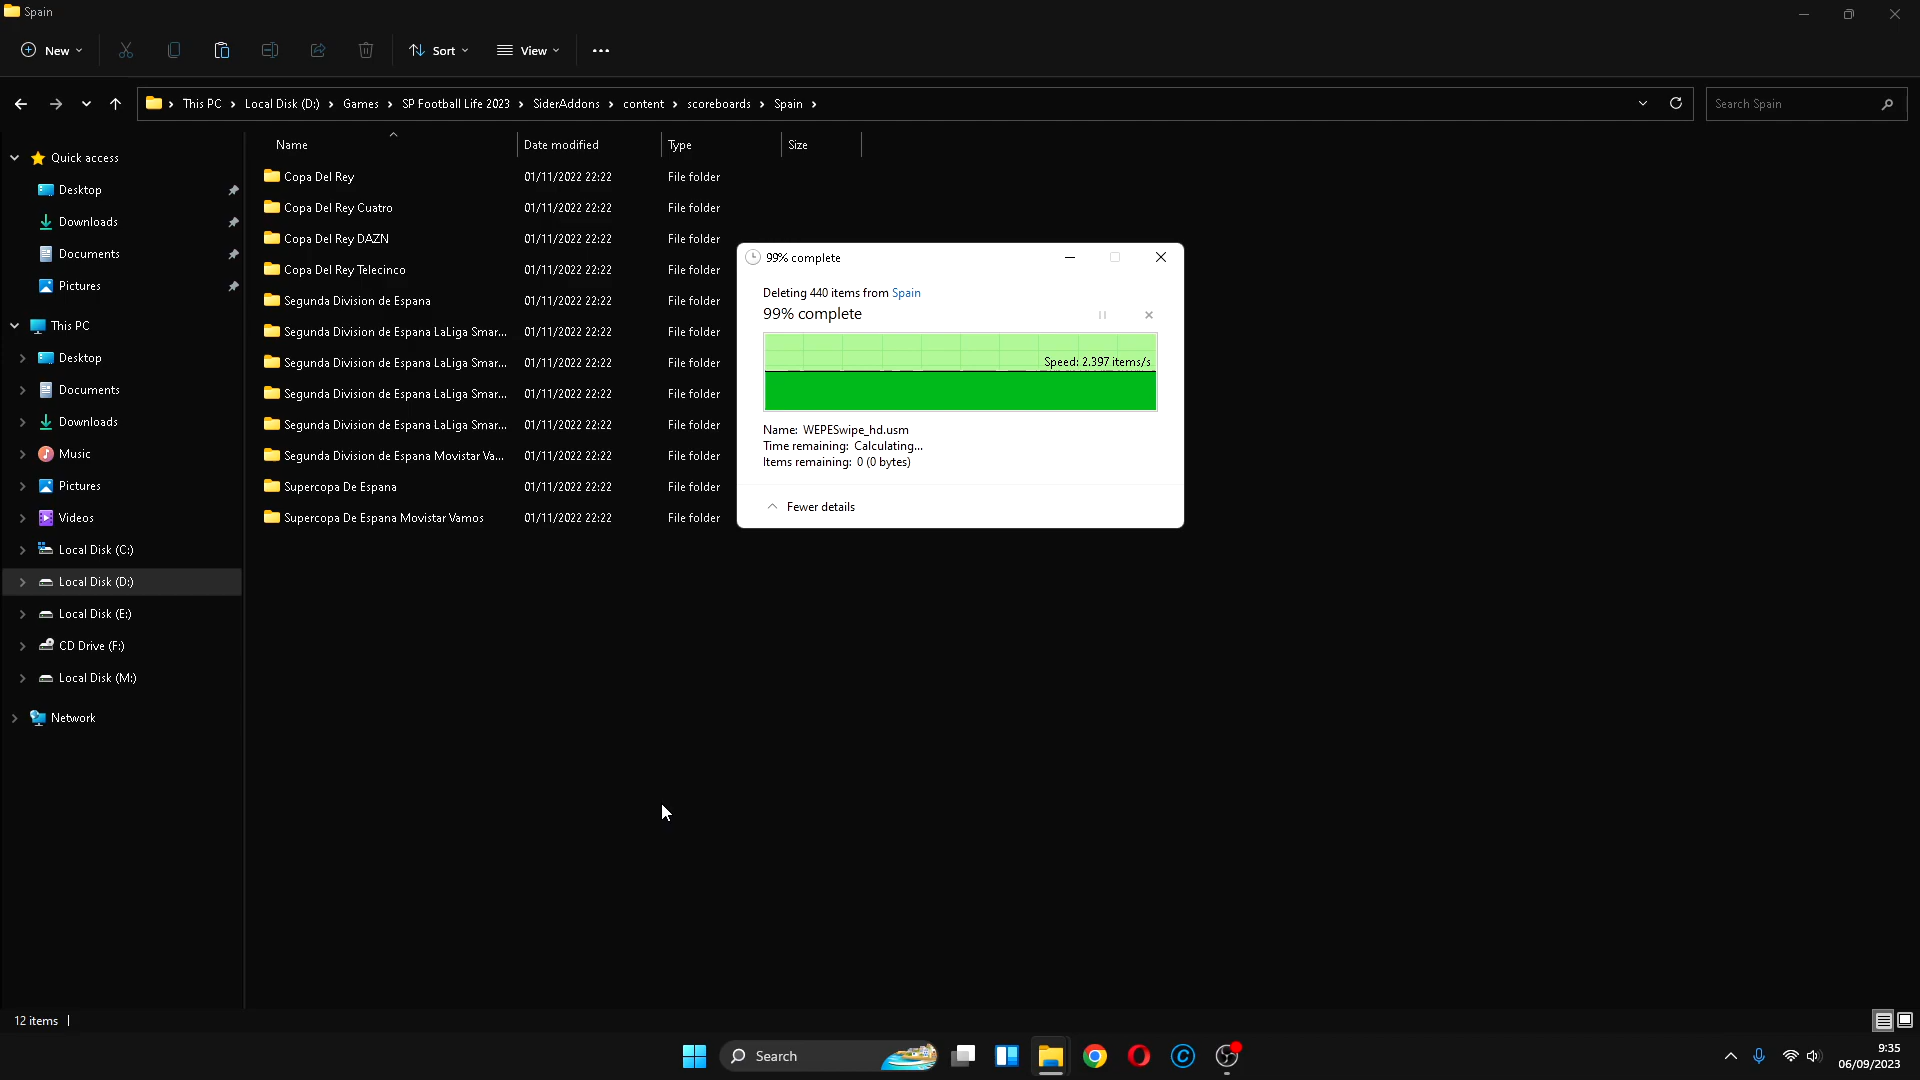 Spain
New
Sort
View
This PC
Local Disk (D:)
Games
SP Football Life 2023
SiderAddons
content
scoreboards
Spain
Search Spain
Name
Date modified
Type
Size
Quick access
Desktop
Downloads
Documents
Pictures
This PC
Desktop
Documents
Downloads
Music
Pictures
Videos
Local Disk (C:)
Local Disk (D:)
Local Disk (E:)
CD Drive (F:)
Local Disk (M:)
Network
Copa Del Rey 01/11/2022 22:22 File folder
Copa Del Rey Cuatro 01/11/2022 22:22 File folder
Copa Del Rey DAZN 01/11/2022 22:22 File folder
Copa Del Rey Telecinco 01/11/2022 22:22 File folder
Segunda Division de Espana 01/11/2022 22:22 File folder
Segunda Division de Espana LaLiga Smar... 01/11/2022 22:22 File folder
Segunda Division de Espana LaLiga Smar... 01/11/2022 22:22 File folder
Segunda Division de Espana LaLiga Smar... 01/11/2022 22:22 File folder
Segunda Division de Espana LaLiga Smar... 01/11/2022 22:22 File folder
Segunda Division de Espana Movistar Va... 01/11/2022 22:22 File folder
Supercopa De Espana 01/11/2022 22:22 File folder
Supercopa De Espana Movistar Vamos 01/11/2022 22:22 File folder
99% complete
Deleting 440 items from Spain
99% complete
Speed: 2.397 items/s
Name: WEPESwipe_hd.usm
Time remaining: Calculating...
Items remaining: 0 (0 bytes)
Fewer details
12 items
Search
9:35
06/09/2023